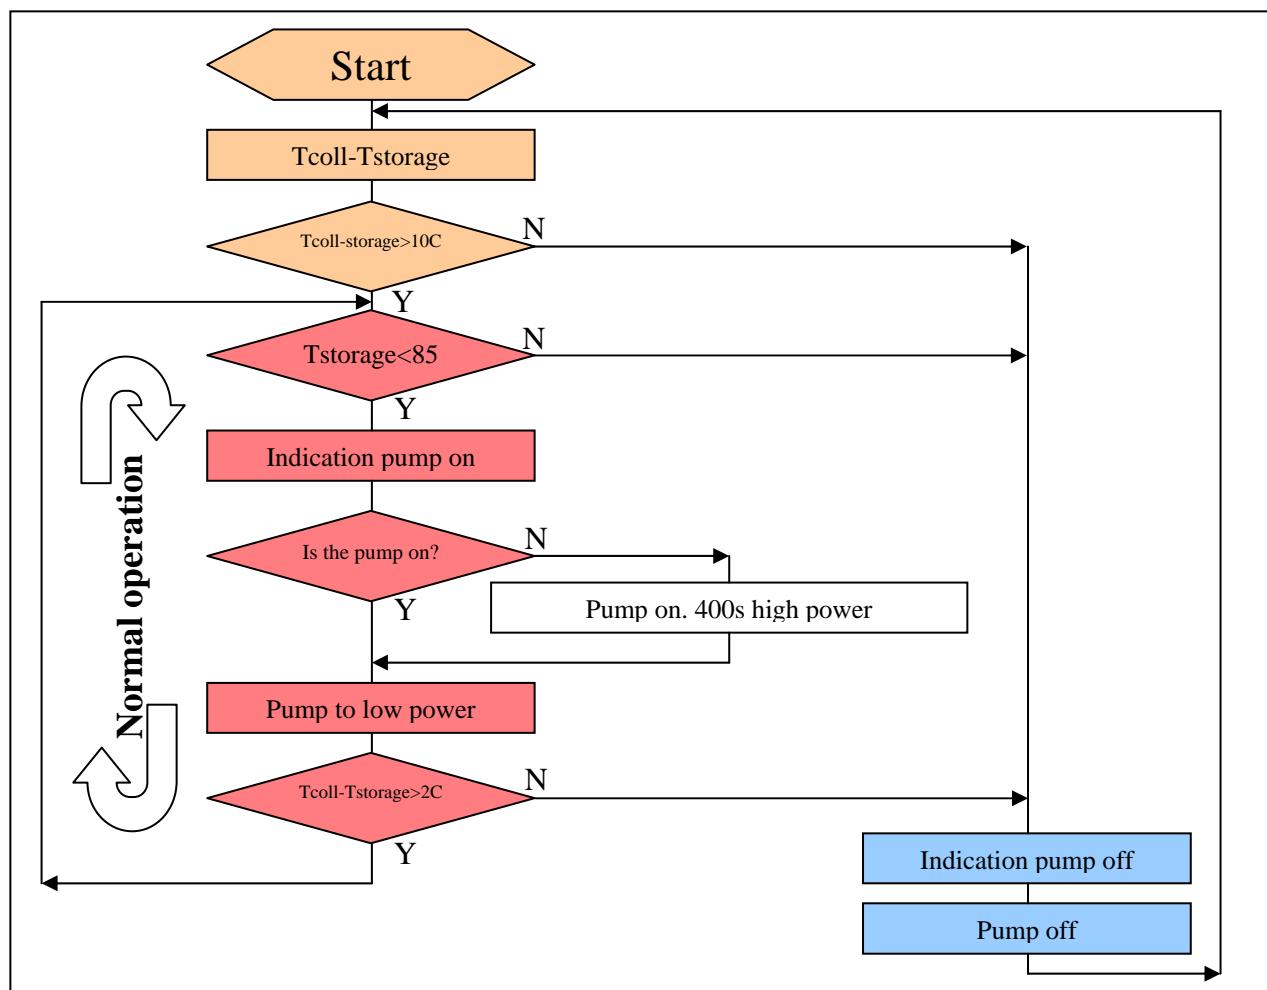 Start
Tcoll-Tstorage
Tcoll-storage>10C
N
Y
Tstorage<85
N
Y
Indication pump on
Is the pump on?
N
Y
Pump on. 400s high power
Pump to low power
Tcoll-Tstorage>2C
N
Y
Normal operation
Indication pump off
Pump off